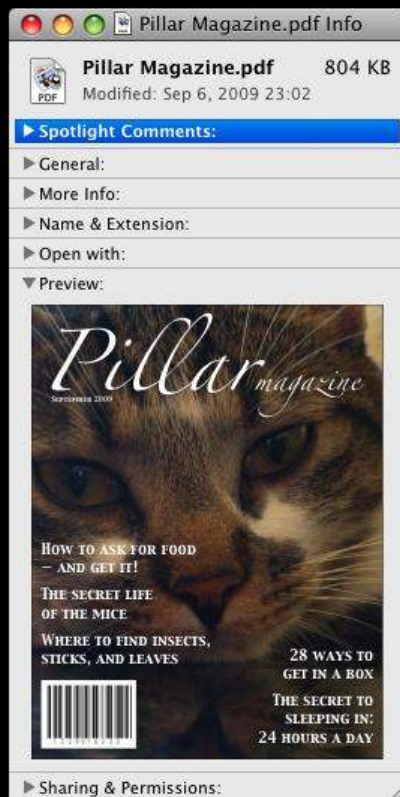 Pillar Magazine.pdf Info
Pillar Magazine.pdf 804 KB
PDF
Modified: Sep 6, 2009 23:02
Spotlight Comments:
General:
More Info:
Name & Extension:
Open with:
Preview:
Pillar magazine
September 2009
How to ask for food
– and get it!
The secret life
of the mice
Where to find insects,
sticks, and leaves
28 ways to
get in a box
The secret to
sleeping in:
24 hours a day
Sharing & Permissions: